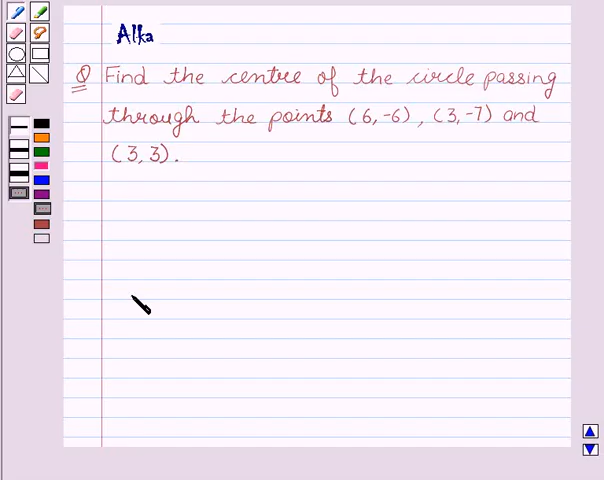 Alka
Q Find the centre of the circle passing
through the points (6,-6), (3,-7) and
(3,3).